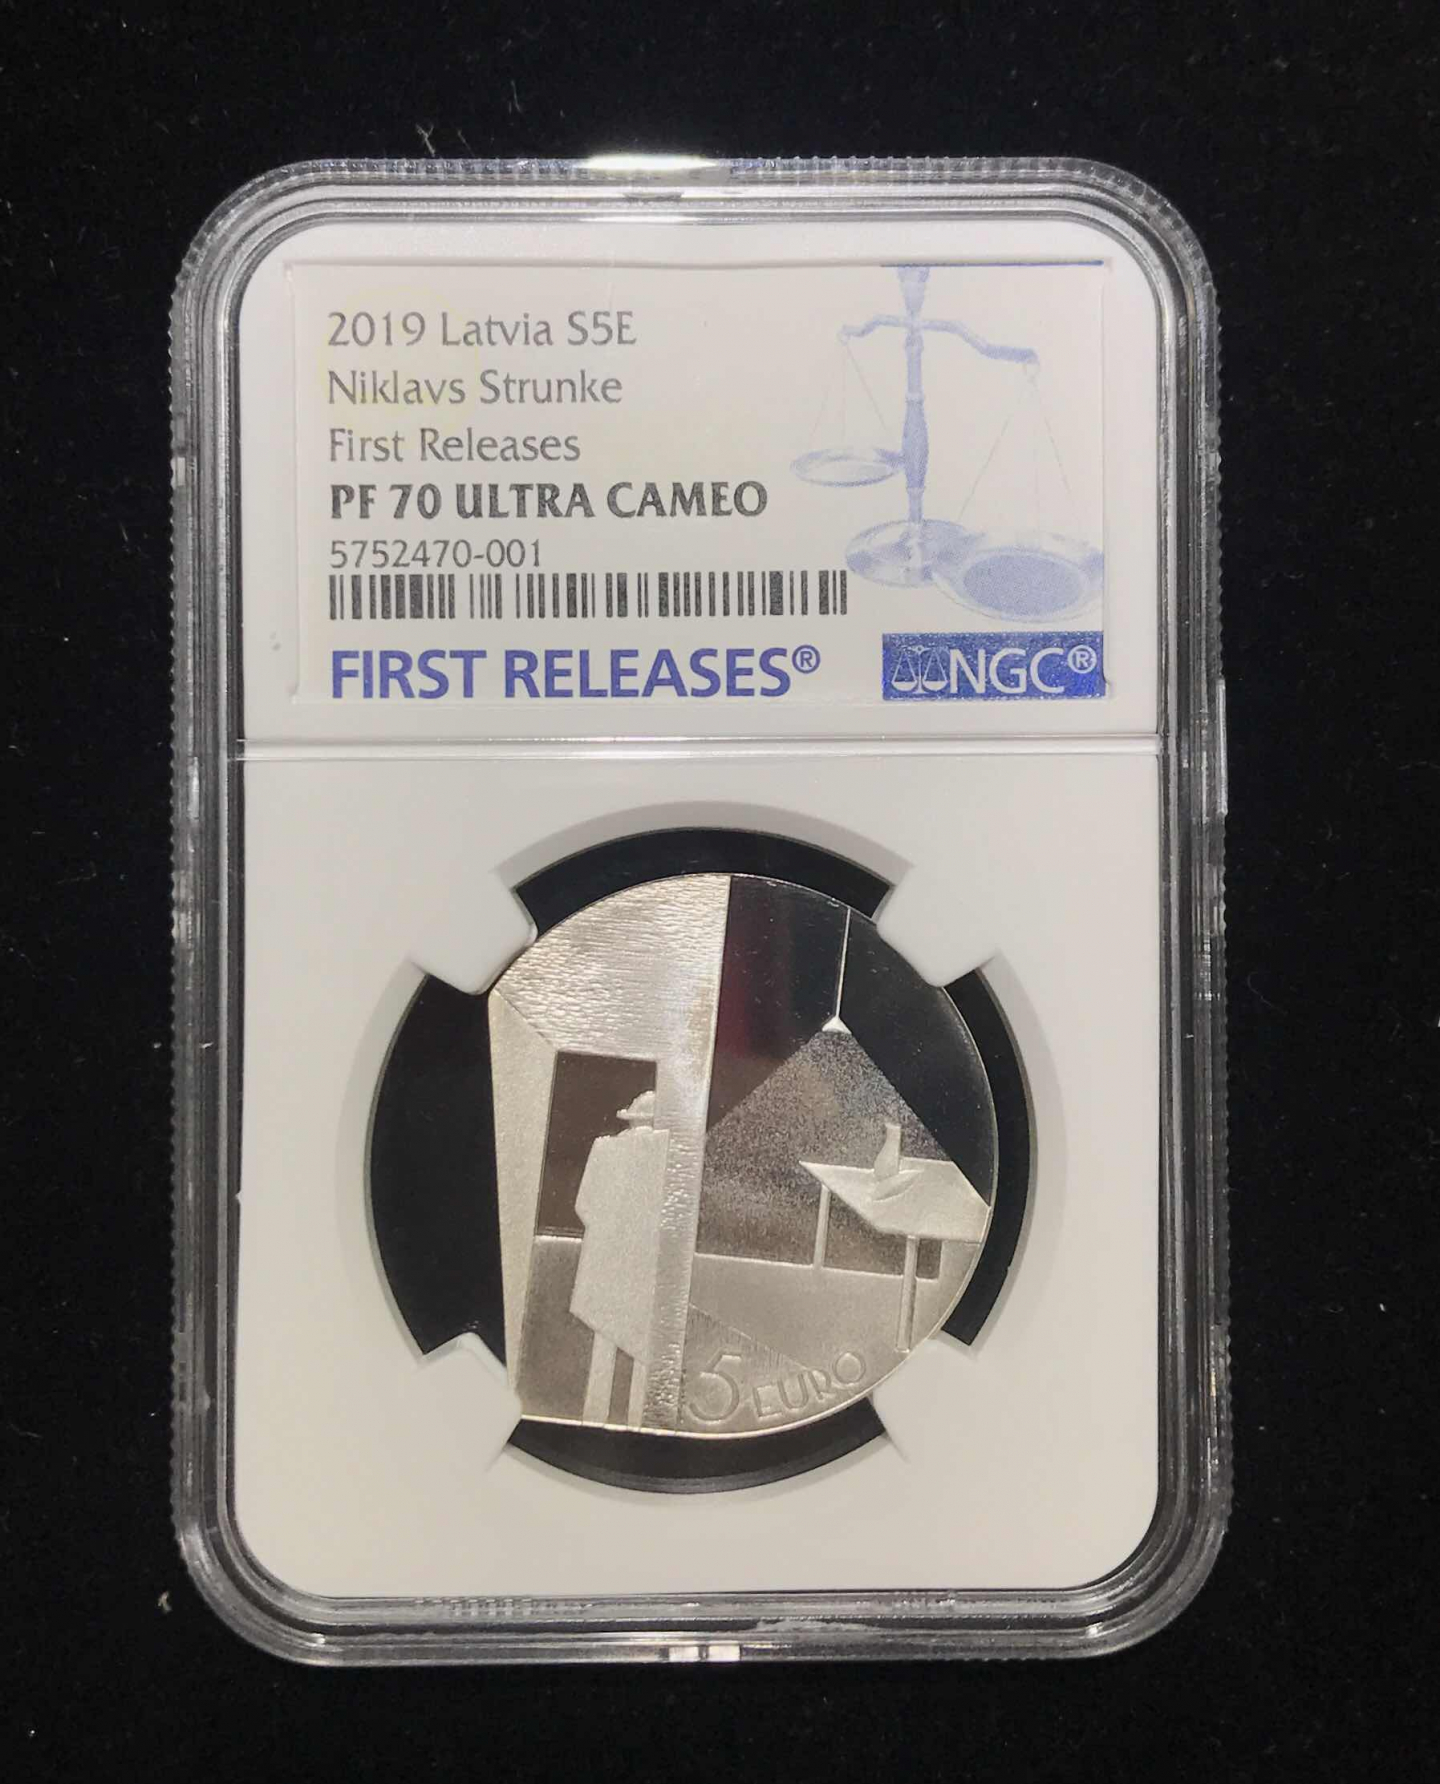 2019 Latvia S5E
Niklavs Strunke
First Releases
PF 70 ULTRA CAMEO
5752470-001
FIRST RELEASES®
NGC®
5 EURO